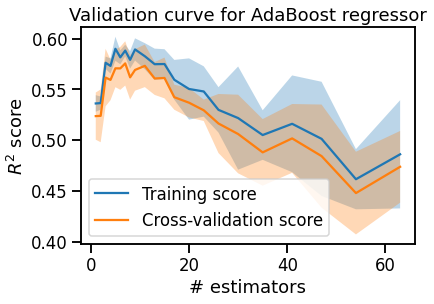 Validation curve for AdaBoost regressor
0.60
0.55
0.50
0.45
0.40
R² score
Training score
Cross-validation score
0 20 40 60
# estimators